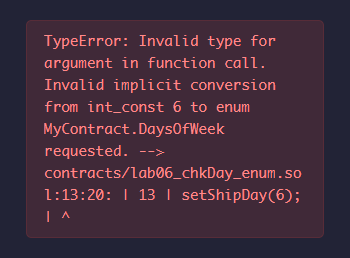 TypeError: Invalid type for
argument in function call.
Invalid implicit conversion
from int_const 6 to enum
MyContract.DaysOfWeek
requested. -->
contracts/lab06_chkDay_enum.so
l:13:20: | 13 | setShipDay(6);
| ^